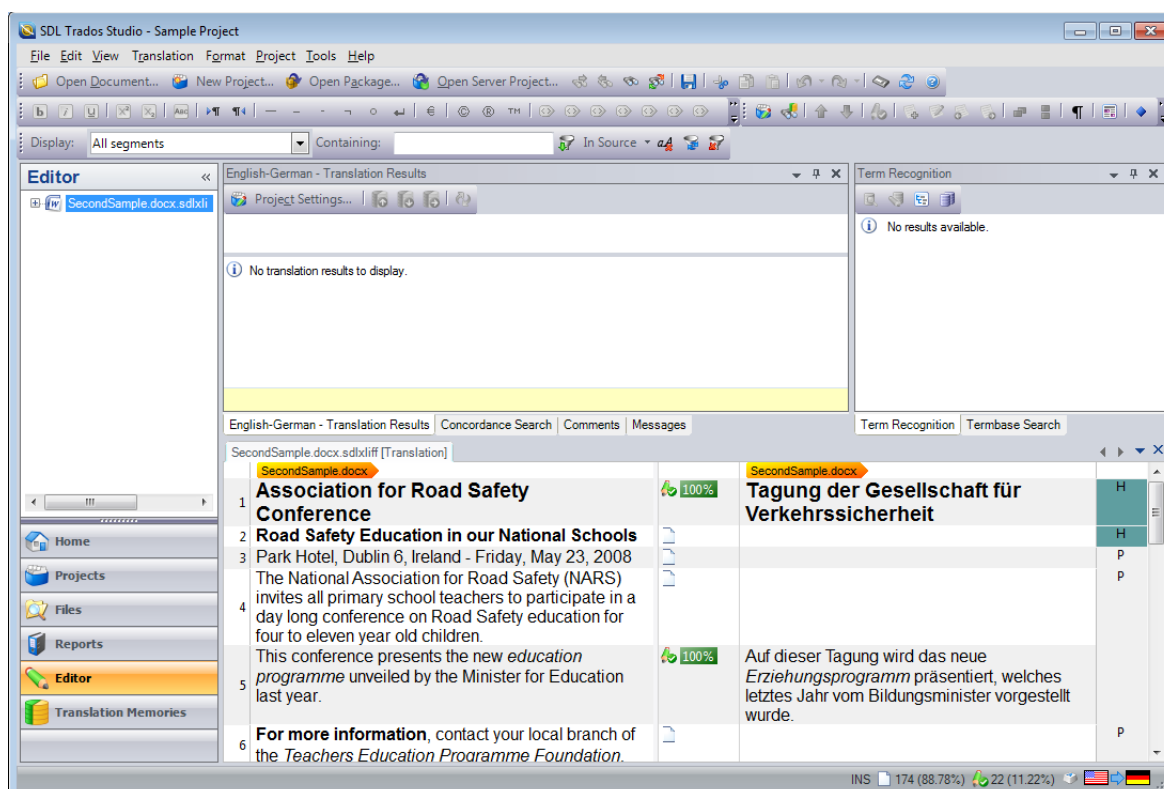 SDL Trados Studio - Sample Project
File Edit View Translation Format Project Tools Help
Open Document... New Project... Open Package... Open Server Project...
b I U X² X₂ Aac ¶ ¶ € © ® TM ¶
Display: All segments Containing: In Source aA
Editor «
SecondSample.docx.sdlxli
English-German - Translation Results
Project Settings...
No translation results to display.
English-German - Translation Results Concordance Search Comments Messages
Term Recognition
No results available.
Term Recognition Termbase Search
Home
Projects
Files
Reports
Editor
Translation Memories
SecondSample.docx.sdlxliff [Translation]
SecondSample.docx SecondSample.docx
1 Association for Road Safety 100% Tagung der Gesellschaft für H
Conference Verkehrssicherheit
2 Road Safety Education in our National Schools H
3 Park Hotel, Dublin 6, Ireland - Friday, May 23, 2008 P
The National Association for Road Safety (NARS) P
invites all primary school teachers to participate in a
4 day long conference on Road Safety education for
four to eleven year old children.
This conference presents the new education 100% Auf dieser Tagung wird das neue
5 programme unveiled by the Minister for Education Erziehungsprogramm präsentiert, welches
last year. letztes Jahr vom Bildungsminister vorgestellt
wurde.
6 For more information, contact your local branch of P
the Teachers Education Programme Foundation.
INS 174 (88.78%) 22 (11.22%)